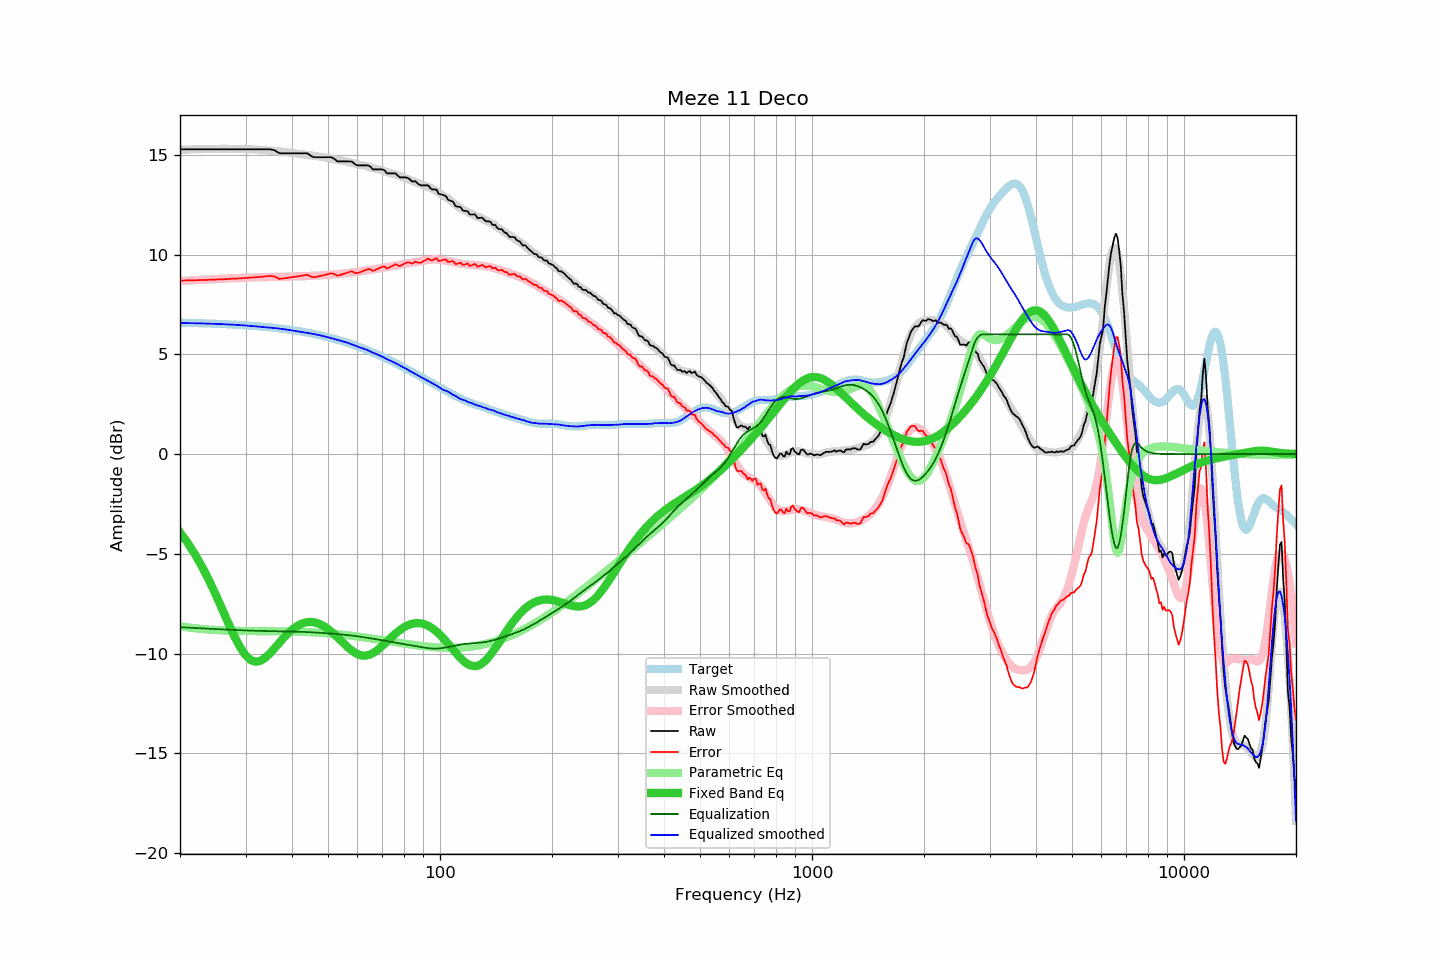 Meze 11 Deco
Amplitude (dBr)
15
10
5
0
−5
−10
−15
−20
100
1000
10000
Frequency (Hz)
Target
Raw Smoothed
Error Smoothed
Raw
Error
Parametric Eq
Fixed Band Eq
Equalization
Equalized smoothed